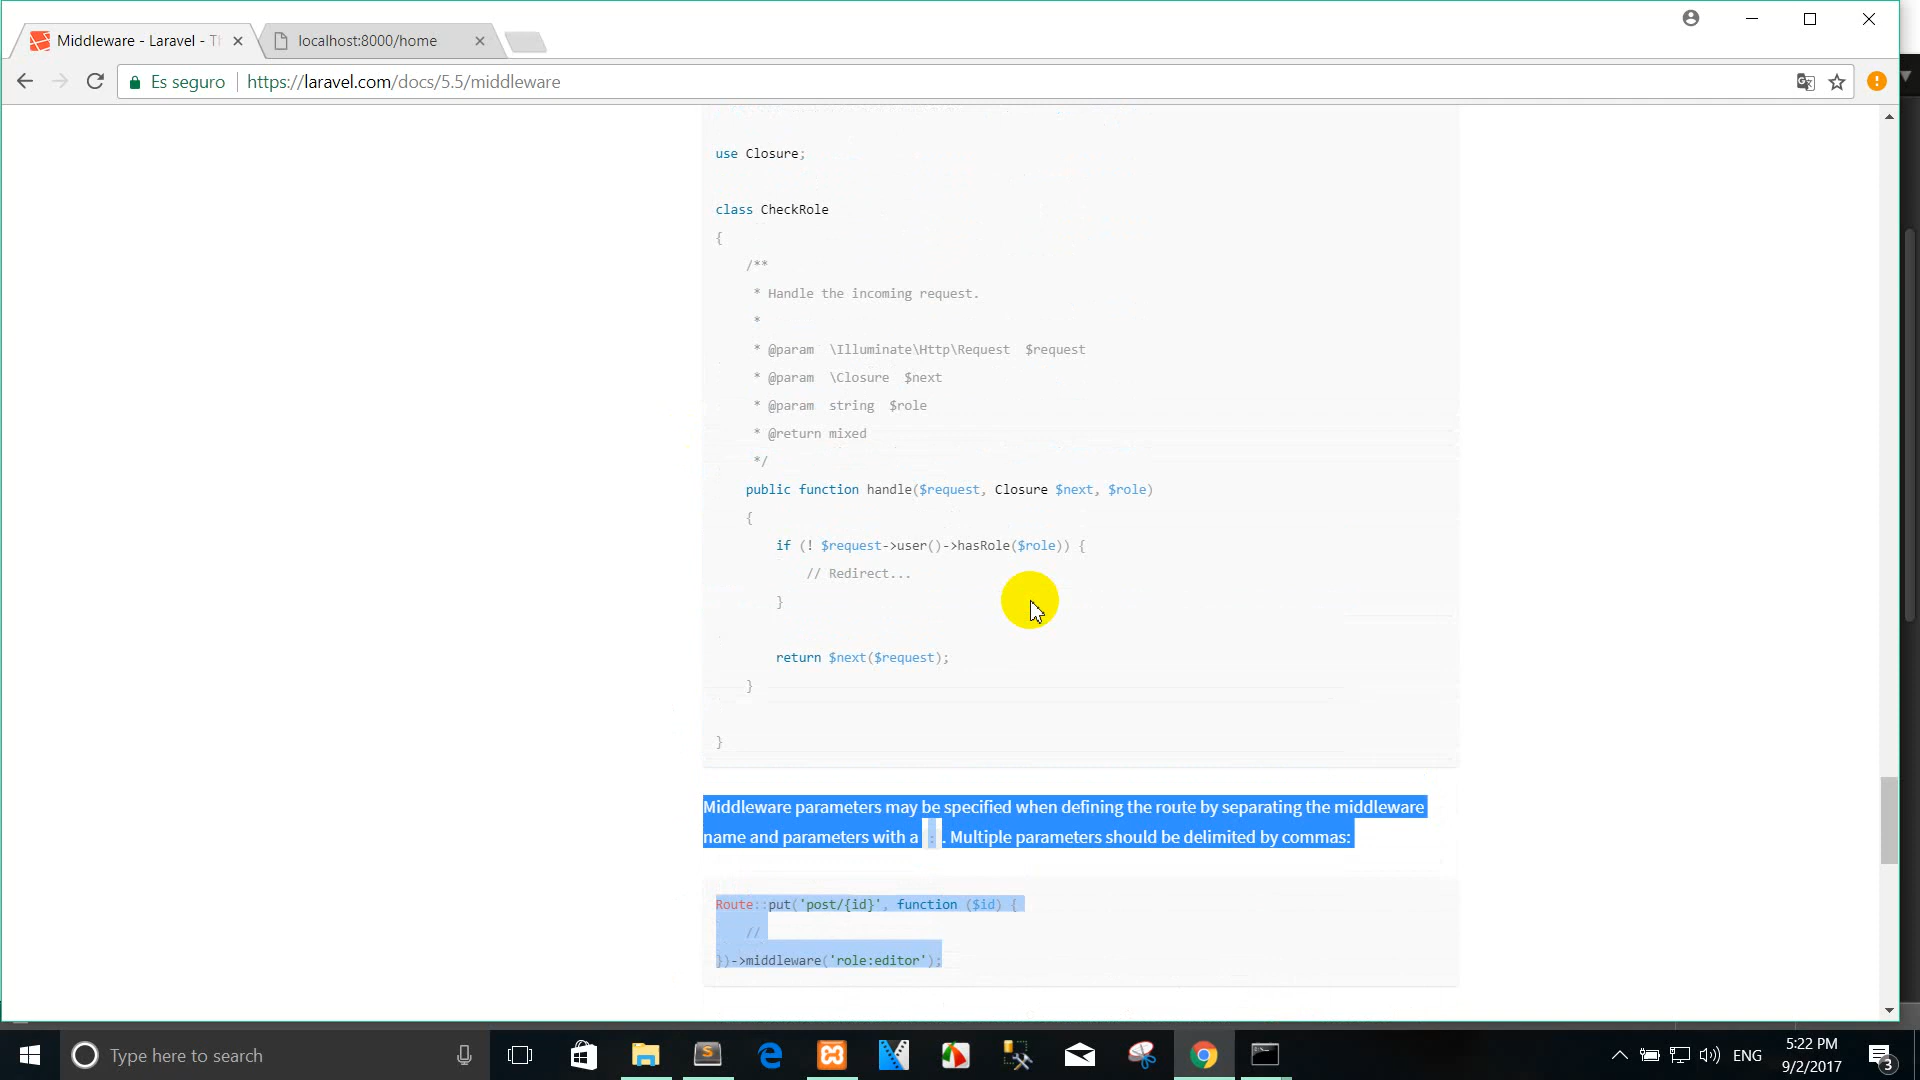 Middleware - Laravel - Th
localhost:8000/home
Es seguro
https://laravel.com/docs/5.5/middleware
use Closure;
class CheckRole
{
/**
* Handle the incoming request.
*
* @param  \Illuminate\Http\Request  $request
* @param  \Closure  $next
* @param  string  $role
* @return mixed
*/
public function handle($request, Closure $next, $role)
{
if (! $request->user()->hasRole($role)) {
// Redirect...
}
return $next($request);
}
}
Middleware parameters may be specified when defining the route by separating the middleware
name and parameters with a : . Multiple parameters should be delimited by commas:
Route::put('post/{id}', function ($id) {
//
})->middleware('role:editor');
Type here to search
ENG
5:22 PM
9/2/2017
3